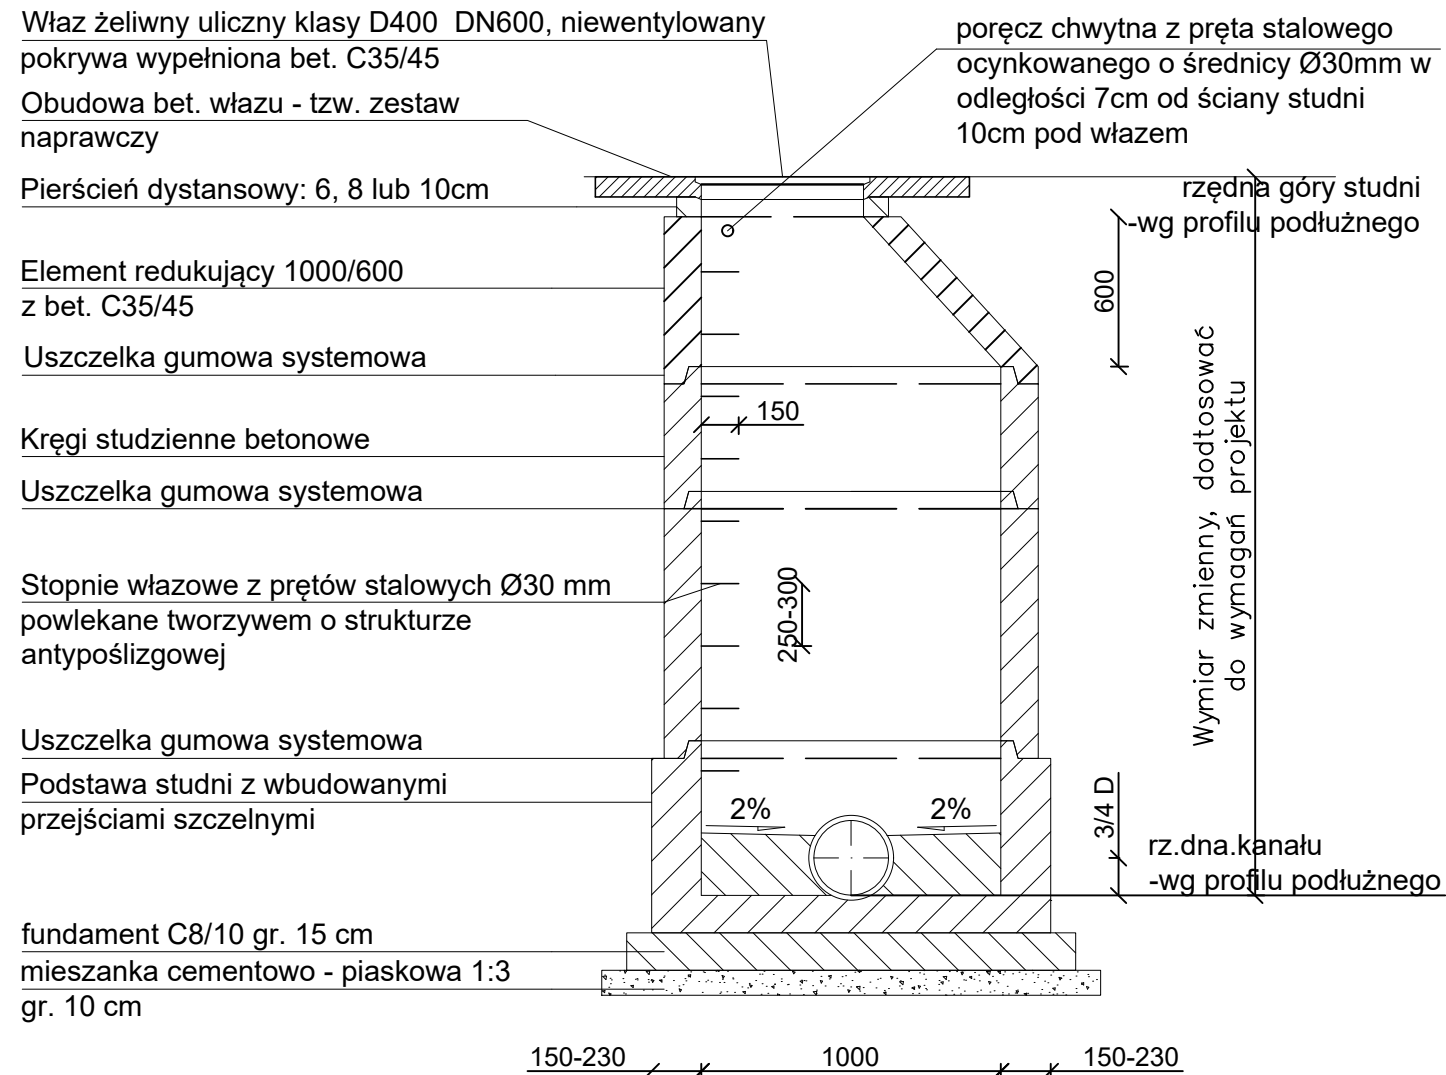 Właz żeliwny uliczny klasy D400 DN600, niewentylowany
pokrywa wypełniona bet. C35/45
Obudowa bet. włazu - tzw. zestaw
naprawczy
Pierścień dystansowy: 6, 8 lub 10cm
Element redukujący 1000/600
z bet. C35/45
Uszczelka gumowa systemowa
Kręgi studzienne betonowe
Uszczelka gumowa systemowa
Stopnie włazowe z prętów stalowych Ø30 mm
powlekane tworzywem o strukturze
antypoślizgowej
Uszczelka gumowa systemowa
Podstawa studni z wbudowanymi
przejściami szczelnymi
fundament C8/10 gr. 15 cm
mieszanka cementowo - piaskowa 1:3
gr. 10 cm
poręcz chwytna z pręta stalowego
ocynkowanego o średnicy Ø30mm w
odległości 7cm od ściany studni
10cm pod włazem
rzędna góry studni
-wg profilu podłużnego
600
150
250-300
Wymiar zmienny, dodtosować
do wymagań projektu
2%
2%
3/4 D
rz.dna.kanału
-wg profilu podłużnego
150-230
1000
150-230